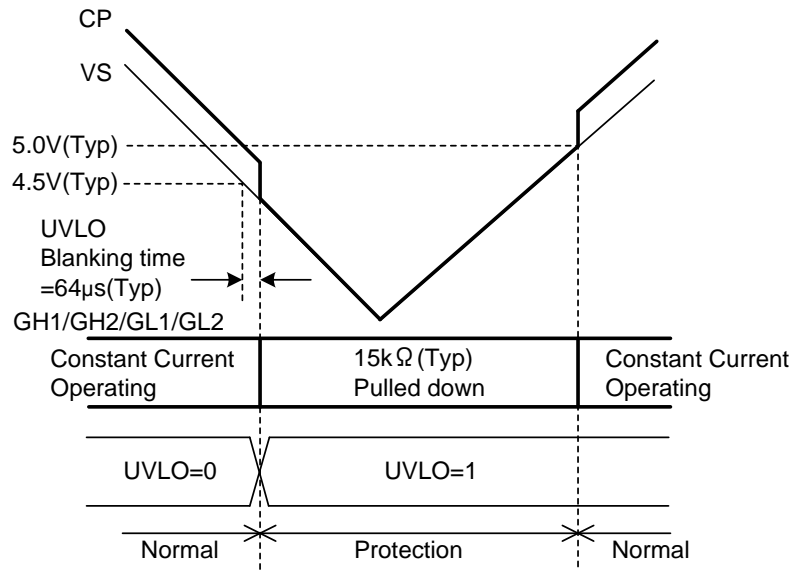 CP
VS
5.0V(Typ)
4.5V(Typ)
UVLO
Blanking time
=64µs(Typ)
GH1/GH2/GL1/GL2
Constant Current
Operating
15kΩ(Typ)
Pulled down
Constant Current
Operating
UVLO=0
UVLO=1
Normal
Protection
Normal